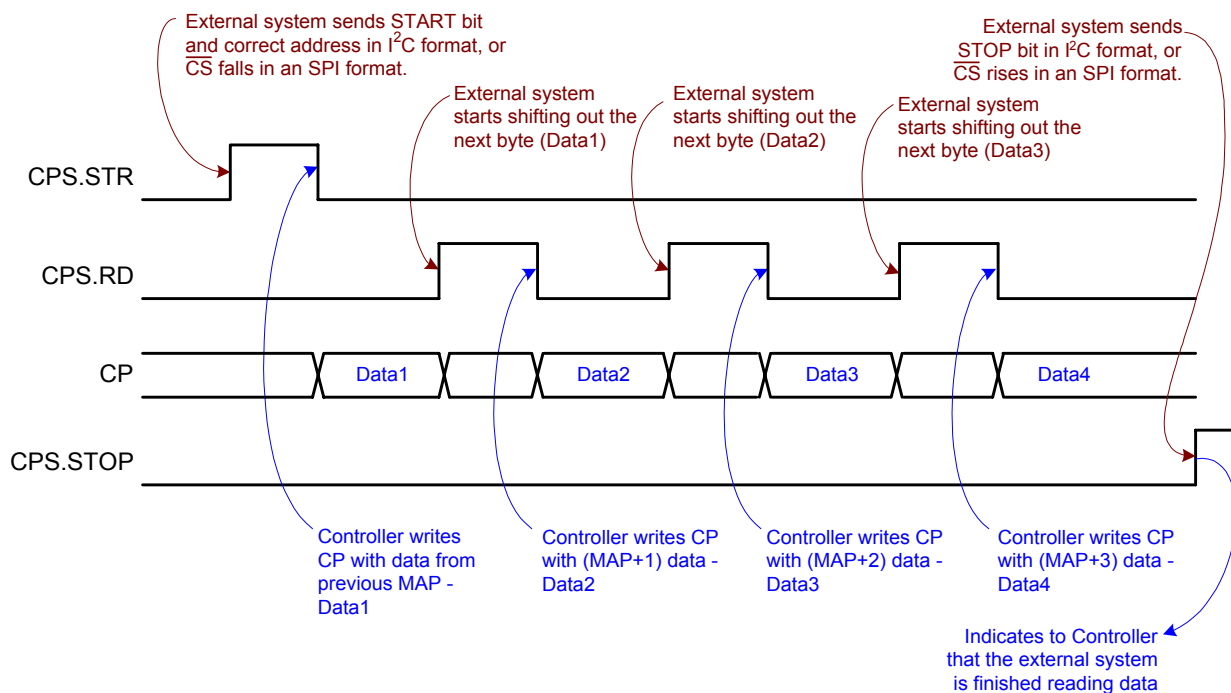 External system sends START bit
and correct address in I²C format, or
CS falls in an SPI format.
External system sends
STOP bit in I²C format, or
CS rises in an SPI format.
External system
starts shifting out the
next byte (Data1)
External system
starts shifting out the
next byte (Data2)
External system
starts shifting out the
next byte (Data3)
CPS.STR
CPS.RD
CP
Data1
Data2
Data3
Data4
CPS.STOP
Controller writes
CP with data from
previous MAP -
Data1
Controller writes CP
with (MAP+1) data -
Data2
Controller writes CP
with (MAP+2) data -
Data3
Controller writes CP
with (MAP+3) data -
Data4
Indicates to Controller
that the external system
is finished reading data